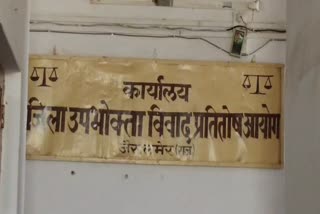 कार्यालय
जिला उपभोक्ता विवाद प्रतितोष आयोग
(राज)